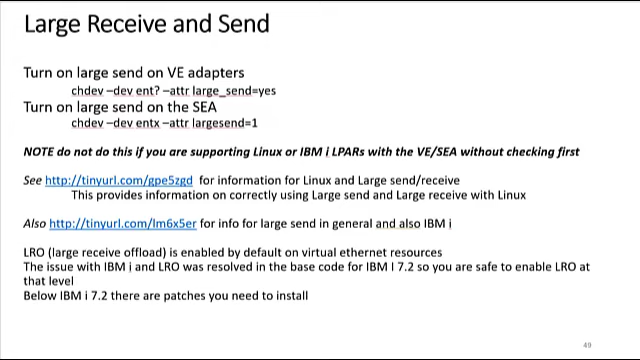 Large Receive and Send
Turn on large send on VE adapters
chdev –dev ent? –attr large_send=yes
Turn on large send on the SEA
chdev –dev entx –attr largesend=1
NOTE do not do this if you are supporting Linux or IBM i LPARs with the VE/SEA without checking first
See http://tinyurl.com/gpe5zgd for information for Linux and Large send/receive
This provides information on correctly using Large send and Large receive with Linux
Also http://tinyurl.com/lm6x5er for info for large send in general and also IBM i
LRO (large receive offload) is enabled by default on virtual ethernet resources
The issue with IBM i and LRO was resolved in the base code for IBM I 7.2 so you are safe to enable LRO at
that level
Below IBM i 7.2 there are patches you need to install
49